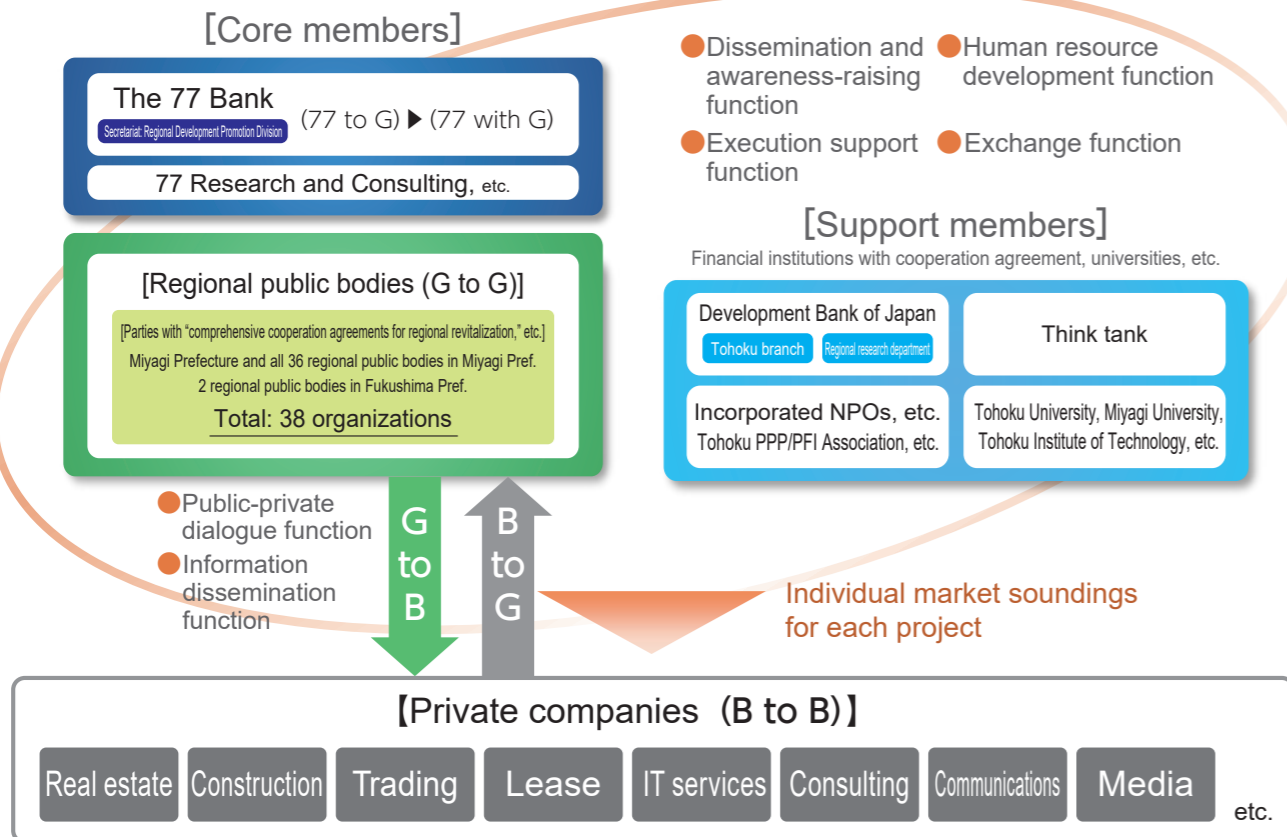 [Core members]
The 77 Bank
Secretariat: Regional Development Promotion Division
(77 to G) ▶ (77 with G)
77 Research and Consulting, etc.
[Regional public bodies (G to G)]
[Parties with “comprehensive cooperation agreements for regional revitalization,” etc.]
Miyagi Prefecture and all 36 regional public bodies in Miyagi Pref.
2 regional public bodies in Fukushima Pref.
Total: 38 organizations
●Dissemination and
awareness-raising
function
●Human resource
development function
●Execution support
function
●Exchange function
[Support members]
Financial institutions with cooperation agreement, universities, etc.
Development Bank of Japan
Tohoku branch
Regional research department
Think tank
Incorporated NPOs, etc.
Tohoku PPP/PFI Association, etc.
Tohoku University, Miyagi University,
Tohoku Institute of Technology, etc.
●Public-private
dialogue function
●Information
dissemination
function
G
to
B
B
to
G
Individual market soundings
for each project
【Private companies (B to B)】
Real estate
Construction
Trading
Lease
IT services
Consulting
Communications
Media
etc.